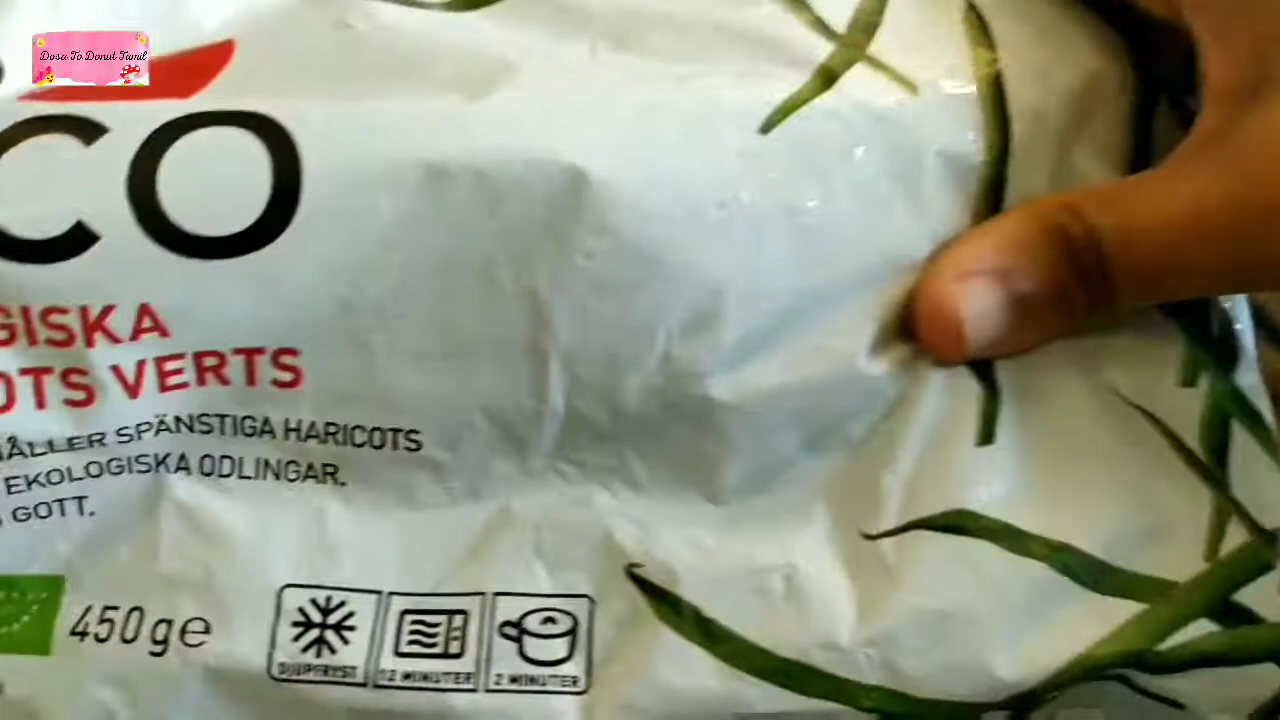 Dosa To Donut Tamil
CO
GISKA
OTS VERTS
ÅLLER SPÄNSTIGA HARICOTS
EKOLOGISKA ODLINGAR.
GOTT.
450 g e
DJUPFRYST 12 MINUTER 2 MINUTER